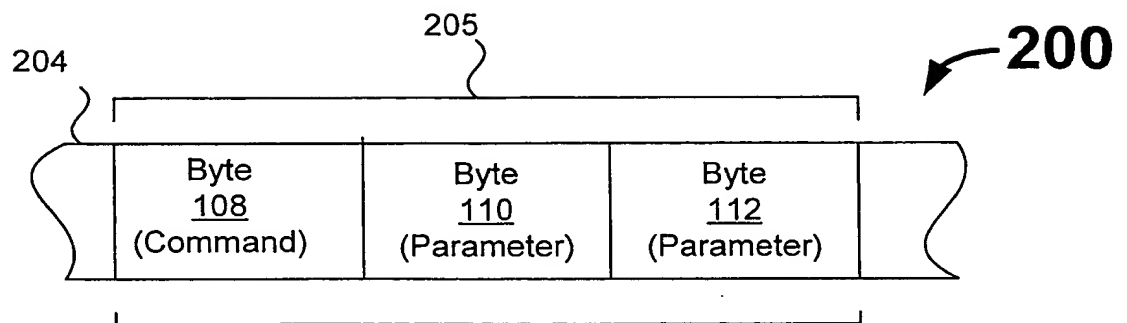 205
200
204
Byte Byte Byte
108 110 112
(Command) (Parameter) (Parameter)